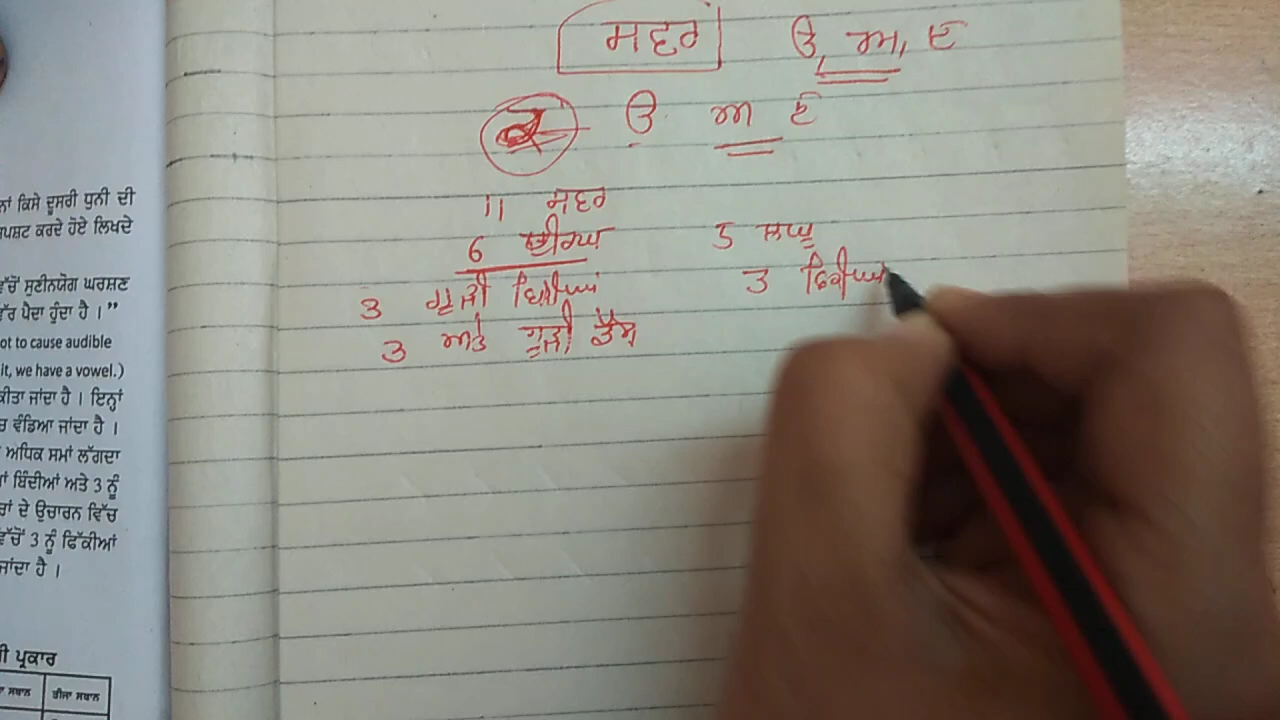 ਨਾਂ ਕਿਸੇ ਦੂਸਰੀ ਧੁਨੀ ਦੀ
ਸਪਸ਼ਟ ਕਰਦੇ ਹੋਏ ਲਿਖਦੇ
ਸੁਣੀਨਯੋਗ ਘਰਸ਼ਣ
ਪੈਦਾ ਹੁੰਦਾ ਹੈ । ”
ot to cause audible
it, we have a vowel.)
ਕੀਤਾ ਜਾਂਦਾ ਹੈ । ਇਨ੍ਹਾਂ
ਵੰਡਿਆ ਜਾਂਦਾ ਹੈ ।
ਅਧਿਕ ਸਮਾਂ ਲੱਗਦਾ
ਬਿੰਦੀਆਂ ਅਤੇ 3 ਨੂੰ
ਦੇ ਉਚਾਰਨ ਵਿੱਚ
ਵਿੱਚੋਂ 3 ਨੂੰ ਫਿੱਕੀਆਂ
ਜਾਂਦਾ ਹੈ ।
ਪ੍ਰਕਾਰ
ਸਥਾਨ ਬੀਜਾ ਸਥਾਨ
ਸਵਰ ੳ, ਅ, ੲ
ੳ ਅ ੲ
11 ਸਵਰ
6 ਦੀਰਘ 5 ਲਘੂ
3 ਗੂੜੀ 3
3 ਅਤੇ ਗੂੜੀ